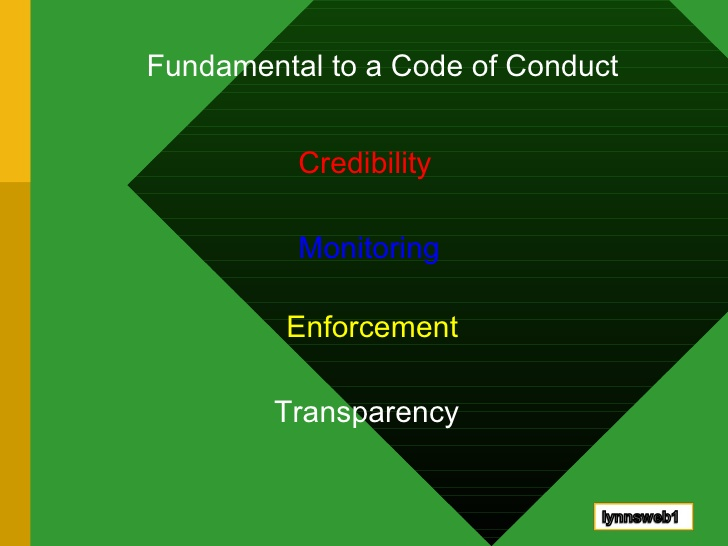 Fundamental to a Code of Conduct
Credibility
Monitoring
Enforcement
Transparency
lynnsweb1